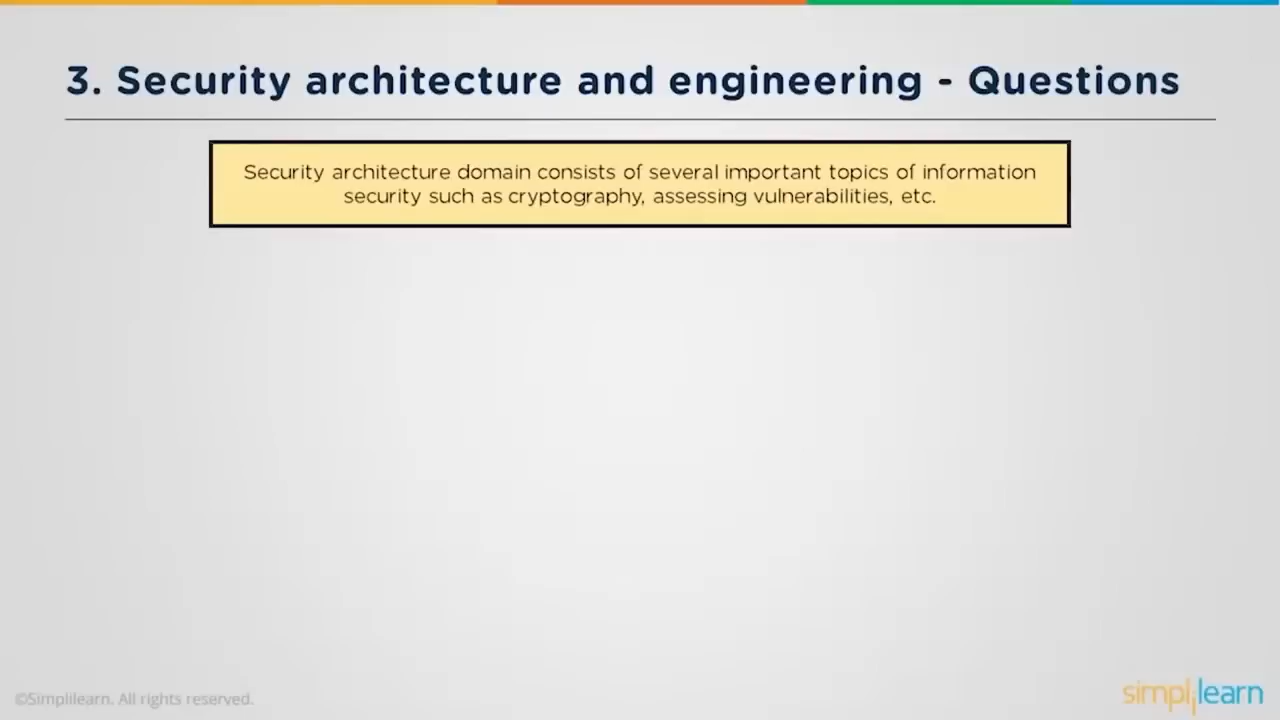 3. Security architecture and engineering - Questions
Security architecture domain consists of several important topics of information
security such as cryptography, assessing vulnerabilities, etc.
©Simplilearn. All rights reserved.
simplilearn